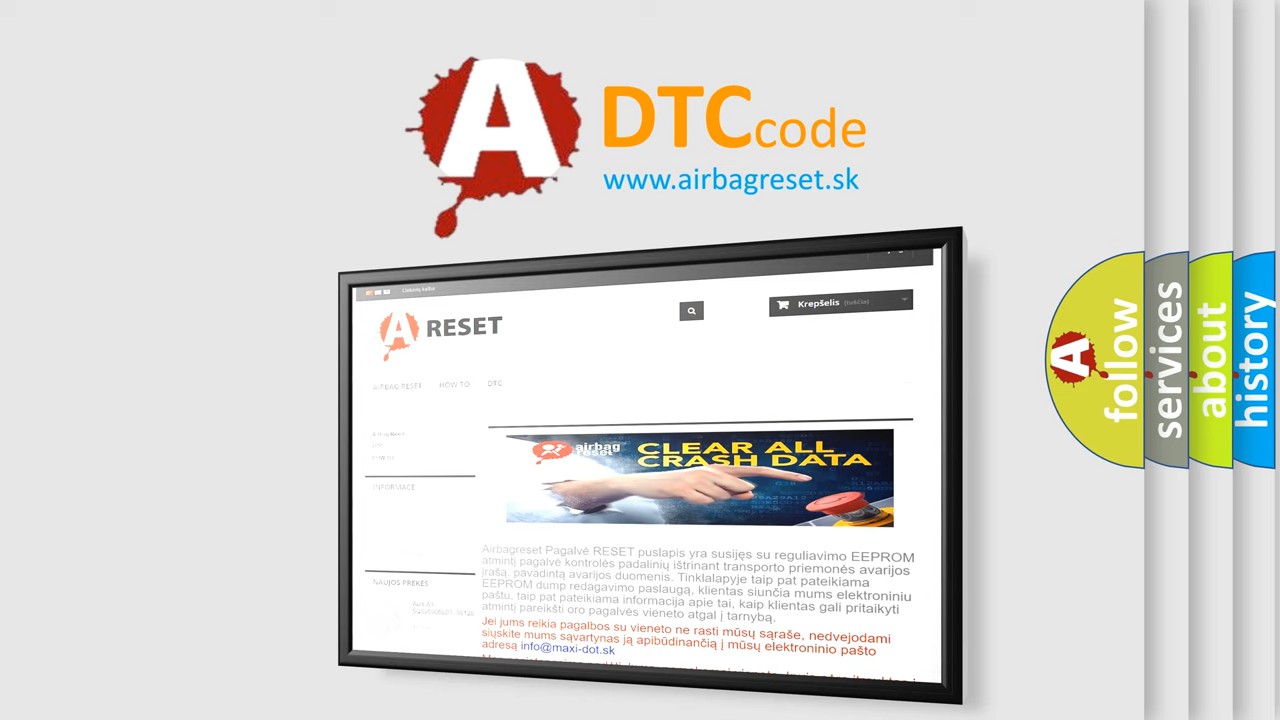 A DTC code
www.airbagreset.sk
Lietuvių kalba
A RESET
Krepšelis (tuščia)
AIRBAG RESET HOW TO DTC
airbag reset
CLEAR ALL
CRASH DATA
INFORMACE
Airbagreset Pagalvė RESET puslapis yra susijęs su reguliavimo EEPROM
atmintį pagalvė kontrolės padalinių ištrinant transporto priemonės avarijos
įrašą, pavadintą avarijos duomenis. Tinklalapyje taip pat pateikiama
EEPROM dump redagavimo paslaugą, klientas siunčia mums elektroniniu
paštu, taip pat pateikiama informacija apie tai, kaip klientas gali pritaikyti
atmintį pareikšti oro pagalvės vieneto atgal į tarnybą.
NAUJOS PREKĖS
Jei jums reikia pagalbos su vieneto ne rasti mūsų sąraše, nedvejodami
siųskite mums sąvartynas ją apibūdinančią į mūsų elektroninio pašto
adresą info@maxi-dot.sk
A follow
services
about
history